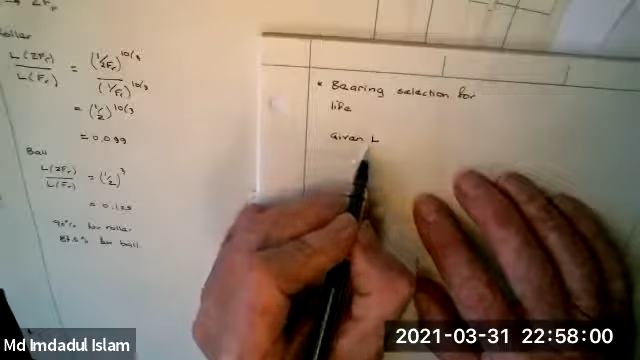 → 2Fr
Roller
L(2Fr) / L(Fr) = (1/2Fr)^10/3 / (1/Fr)^10/3
= (1/2)^10/3
= 0.099
Ball
L(2Fr) / L(Fr) = (1/2)^3
= 0.125
90% for roller
87.5% for ball.
* Bearing selection for
life
Given L
Md Imdadul Islam
2021-03-31 22:58:00